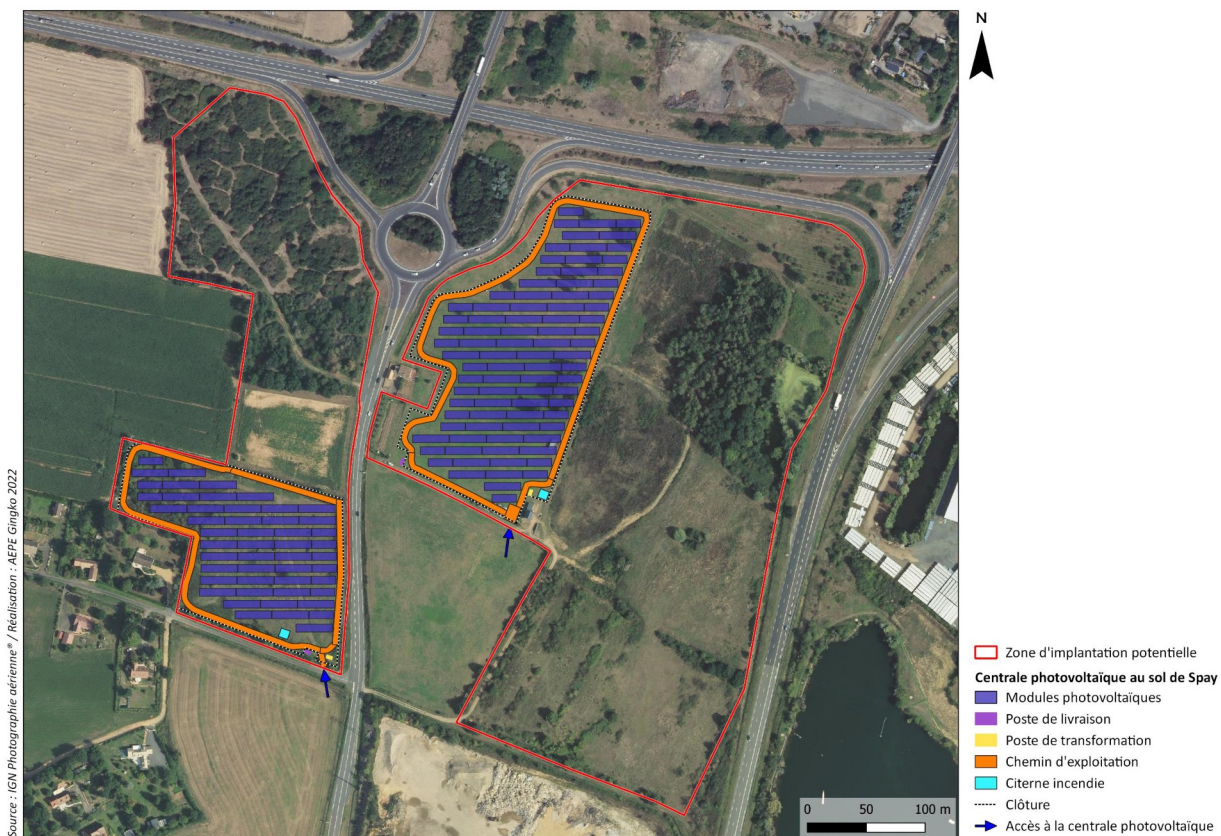 N
Source : IGN Photographie aérienne® / Réalisation : AEPE Gingko 2022
Zone d'implantation potentielle
Centrale photovoltaïque au sol de Spay
Modules photovoltaïques
Poste de livraison
Poste de transformation
Chemin d'exploitation
Citerne incendie
Clôture
Accès à la centrale photovoltaïque
0 50 100 m